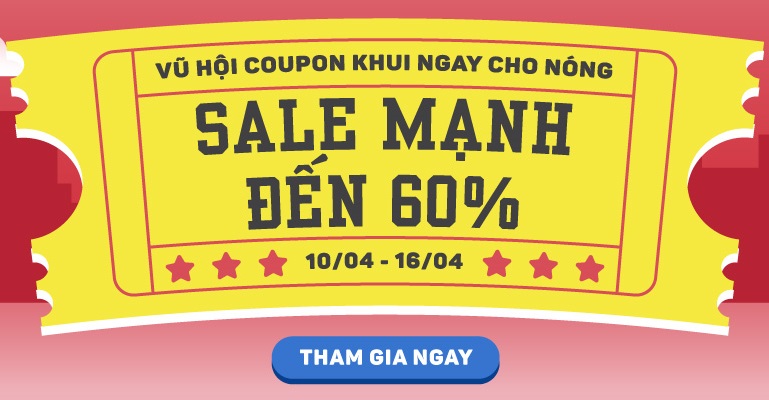 VŨ HỘI COUPON KHUI NGAY CHO NÓNG
SALE MẠNH
ĐẾN 60%
10/04 - 16/04
THAM GIA NGAY